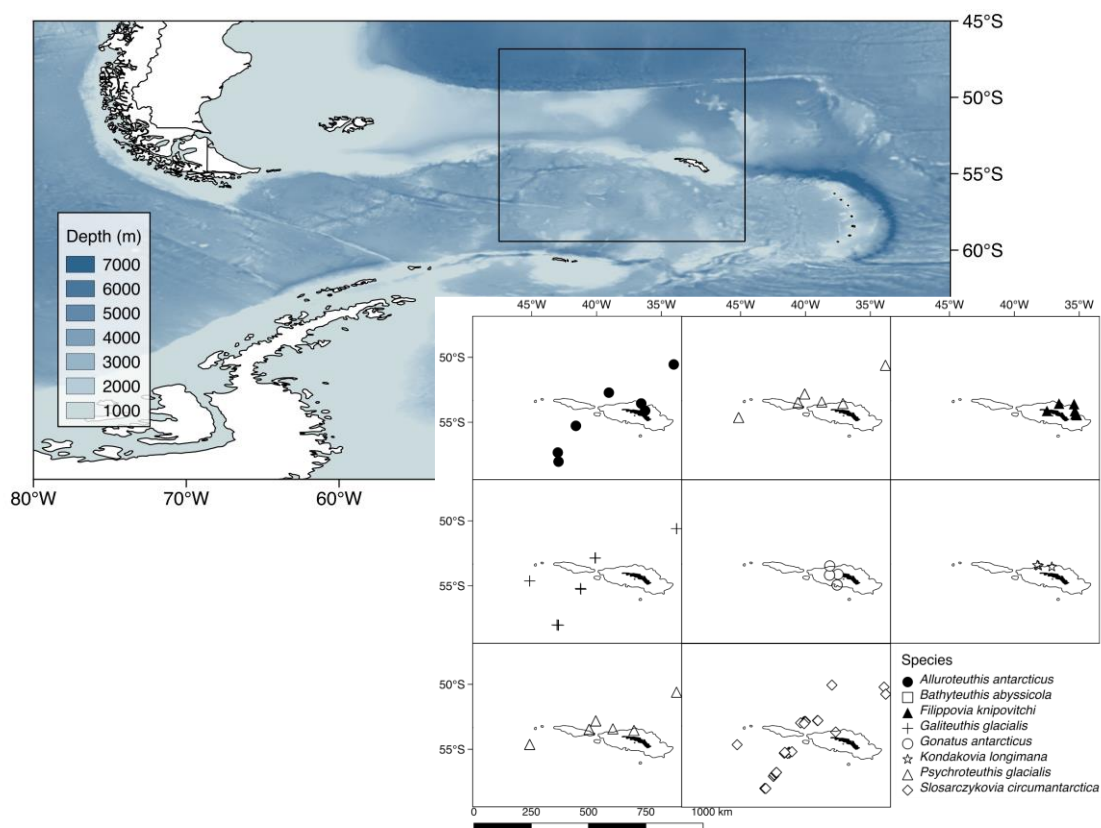 45°S
50°S
55°S
60°S
Depth (m)
7000
6000
5000
4000
3000
2000
1000
80°W 70°W 60°W
45°W 40°W 35°W 45°W 40°W 35°W 40°W 35°W
50°S
55°S
50°S
55°S
50°S
55°S
Species
Alluroteuthis antarcticus
Bathyteuthis abyssicola
Filippovia knipovitchi
Galiteuthis glacialis
Gonatus antarcticus
Kondakovia longimana
Psychroteuthis glacialis
Slosarczykovia circumantarctica
0 250 500 750 1000 km